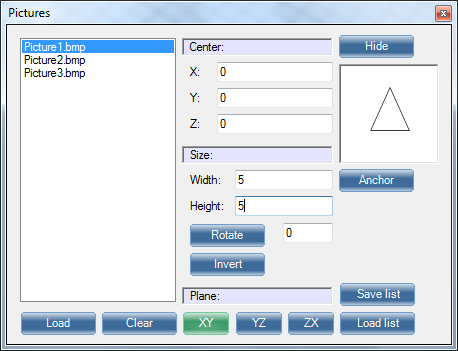 Pictures
Picture1.bmp
Picture2.bmp
Picture3.bmp
Center:
Hide
X: 0
Y: 0
Z: 0
Size:
Width: 5
Anchor
Height: 5
Rotate 0
Invert
Plane:
Save list
Load Clear XY YZ ZX Load list